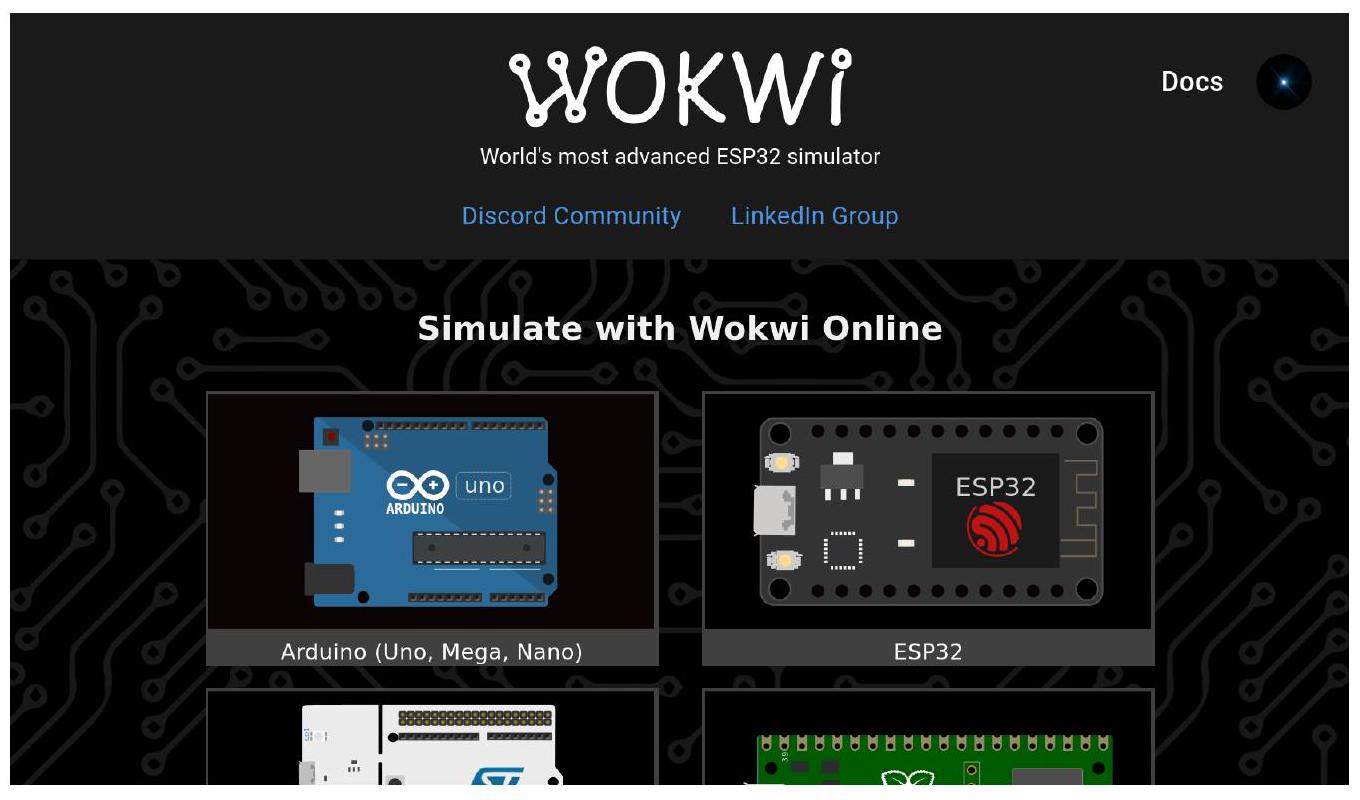 WOKWi
Docs
World's most advanced ESP32 simulator
Discord Community LinkedIn Group
Simulate with Wokwi Online
uno
ARDUINO
ESP32
Arduino (Uno, Mega, Nano)
ESP32
39